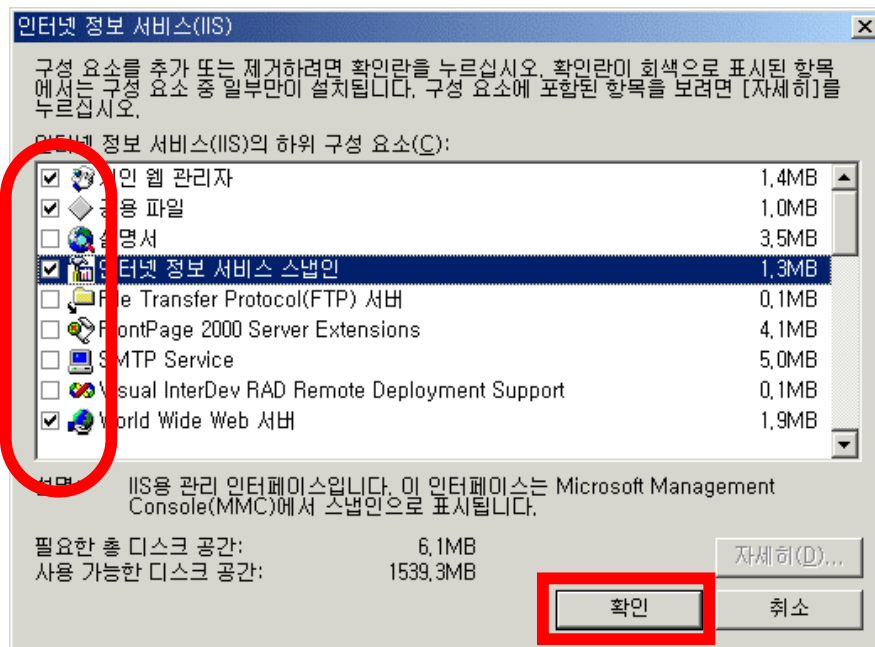 인터넷 정보 서비스(IIS)
구성 요소를 추가 또는 제거하려면 확인란을 누르십시오. 확인란이 회색으로 표시된 항목
에서는 구성 요소 중 일부만이 설치됩니다. 구성 요소에 포함된 항목을 보려면 [자세히]를
누르십시오.
인터넷 정보 서비스(IIS)의 하위 구성 요소(C):
개인 웹 관리자 1,4MB
공용 파일 1,0MB
설명서 3,5MB
인터넷 정보 서비스 스냅인 1,3MB
File Transfer Protocol(FTP) 서버 0,1MB
FrontPage 2000 Server Extensions 4,1MB
SMTP Service 5,0MB
Visual InterDev RAD Remote Deployment Support 0,1MB
World Wide Web 서버 1,9MB
설명: IIS용 관리 인터페이스입니다. 이 인터페이스는 Microsoft Management
Console(MMC)에서 스냅인으로 표시됩니다.
필요한 총 디스크 공간: 6,1MB
사용 가능한 디스크 공간: 1539,3MB
자세히(D)...
확인 취소